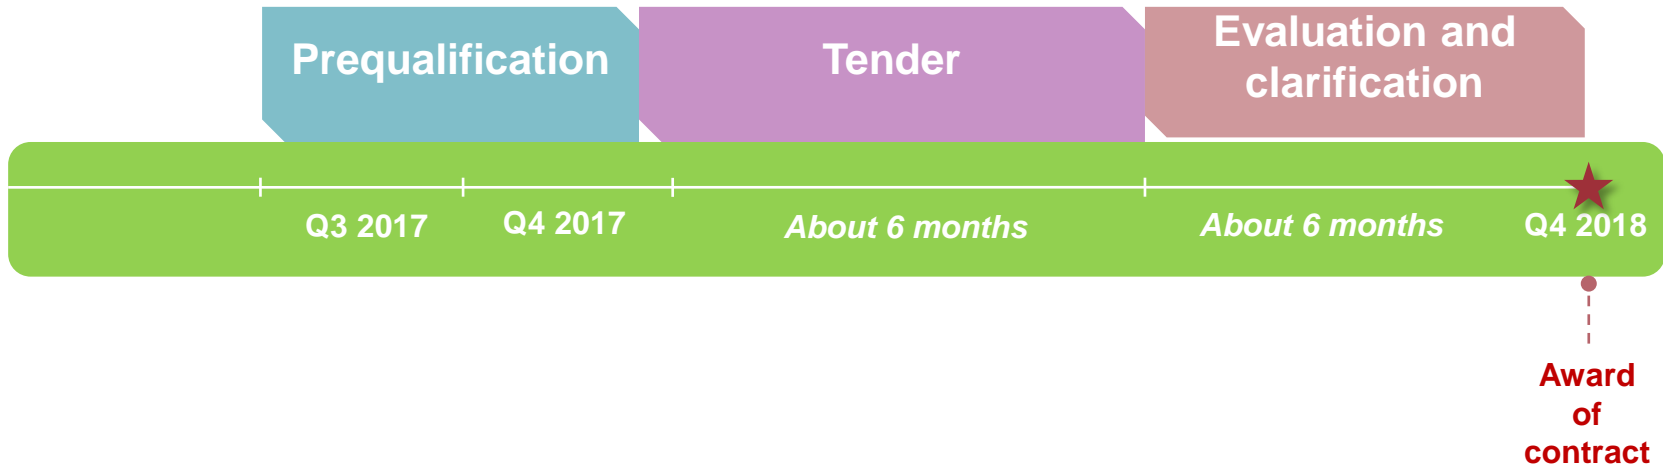 Prequalification
Tender
Evaluation and
clarification
Q3 2017
Q4 2017
About 6 months
About 6 months
Q4 2018
Award
of
contract